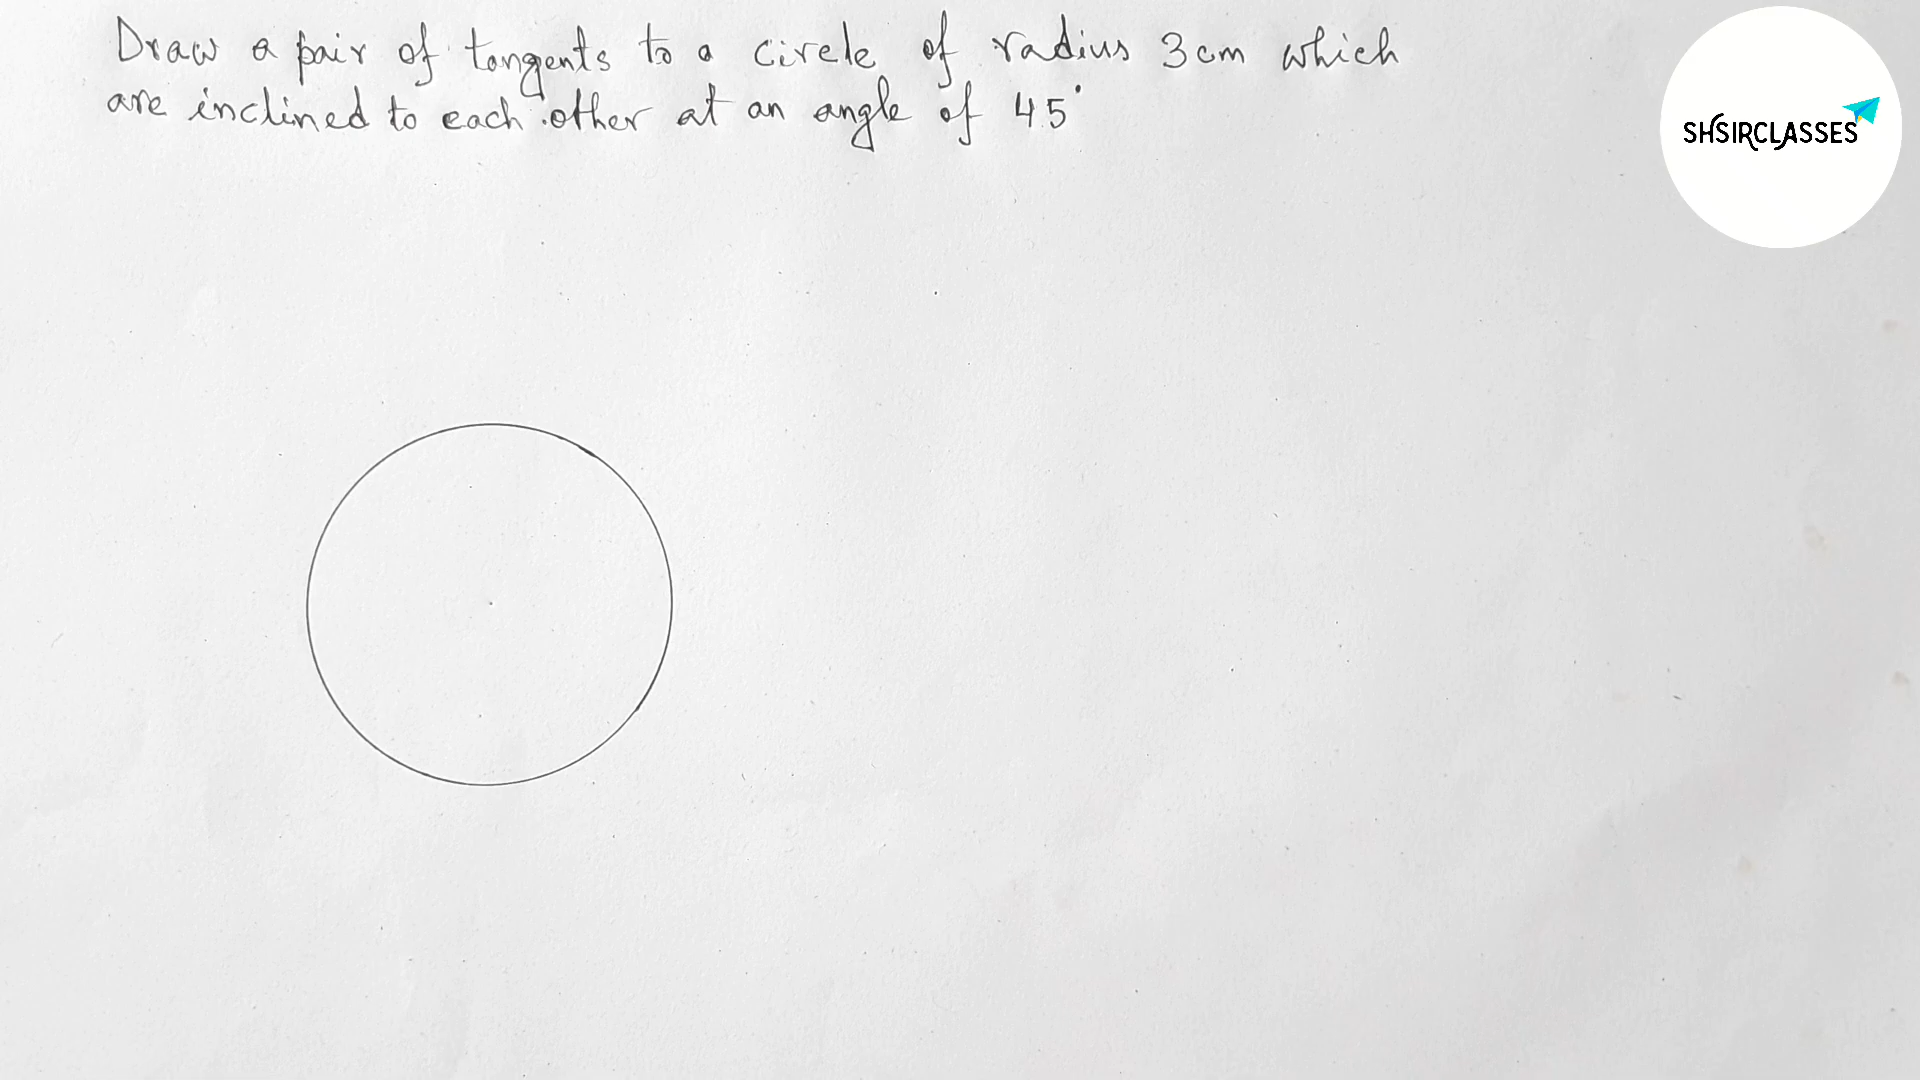 Draw a pair of tangents to a circle of radius 3cm which
are inclined to each other at an angle of 45°
SHSIRCLASSES